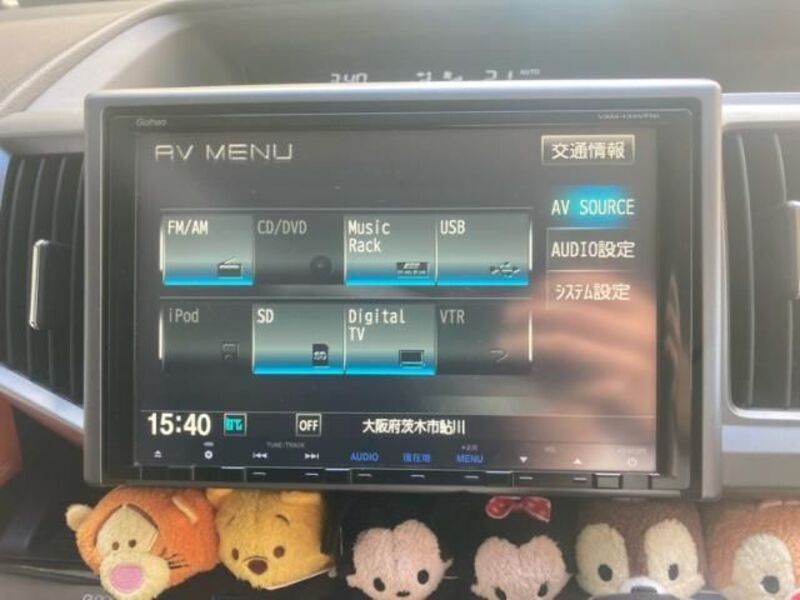 Gathers
AV MENU
交通情報
FM/AM
CD/DVD
Music Rack
USB
AV SOURCE
AUDIO設定
システム設定
iPod
SD
Digital TV
VTR
15:40
OFF
大阪府茨木市鮎川
TUNE/TRACK
AUDIO
現在地
MENU
VOL
AUTO